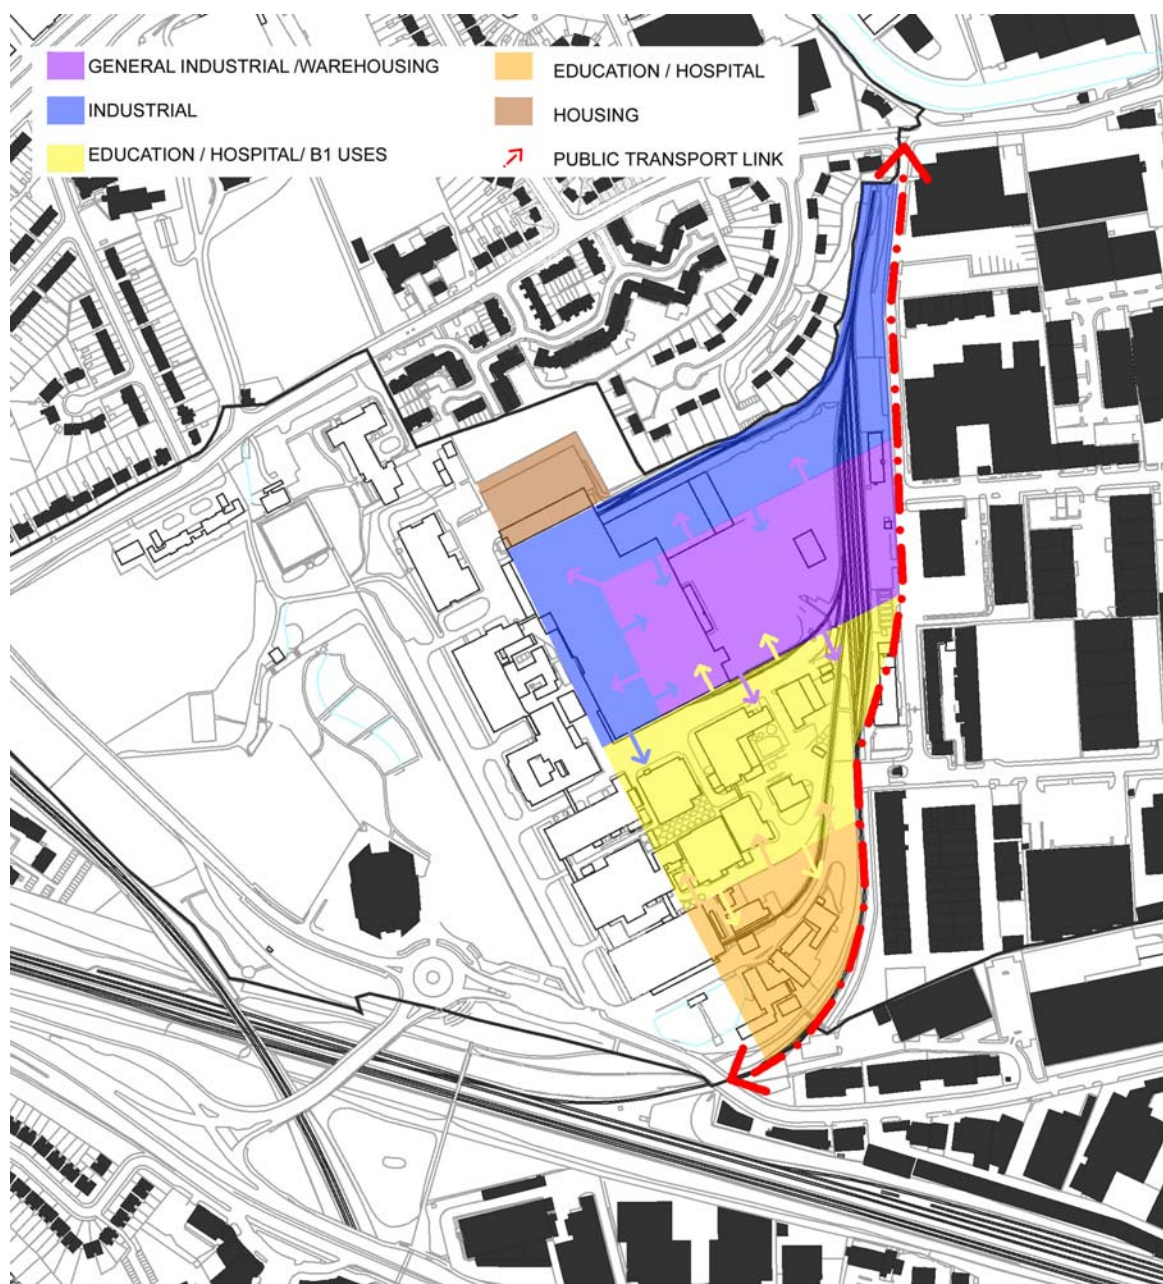 GENERAL INDUSTRIAL /WAREHOUSING
INDUSTRIAL
EDUCATION / HOSPITAL/ B1 USES
EDUCATION / HOSPITAL
HOUSING
PUBLIC TRANSPORT LINK